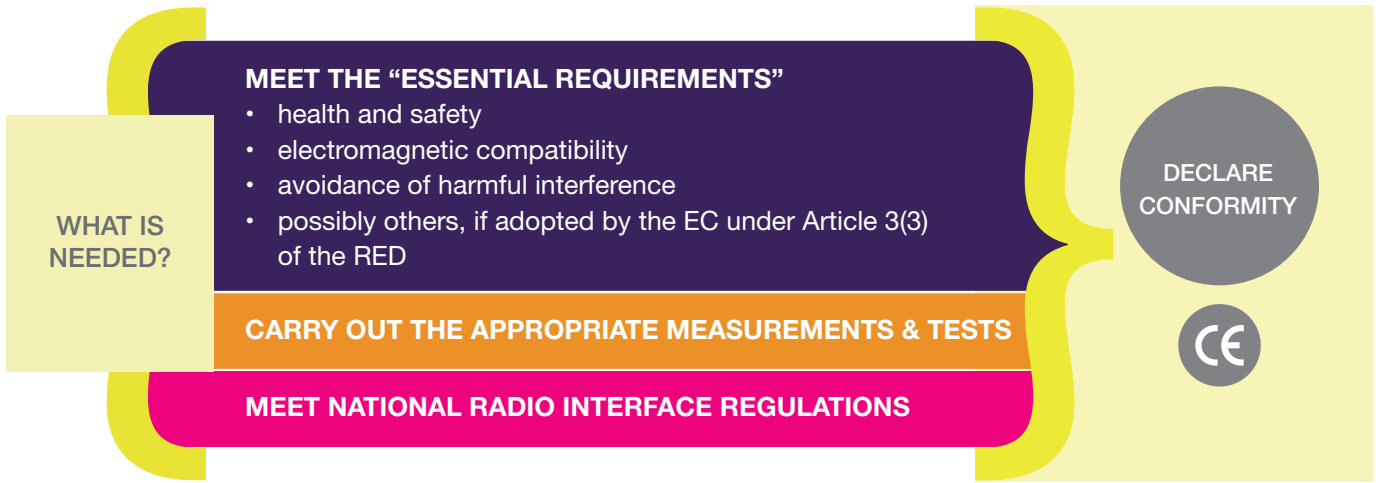 WHAT IS
NEEDED?
MEET THE “ESSENTIAL REQUIREMENTS”
• health and safety
• electromagnetic compatibility
• avoidance of harmful interference
• possibly others, if adopted by the EC under Article 3(3)
of the RED
CARRY OUT THE APPROPRIATE MEASUREMENTS & TESTS
MEET NATIONAL RADIO INTERFACE REGULATIONS
DECLARE
CONFORMITY
CE